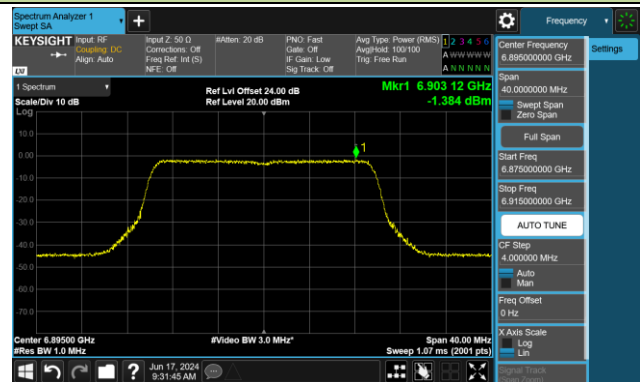 Spectrum Analyzer 1
Swept SA
Frequency
KEYSIGHT
Input: RF
Coupling: DC
Align: Auto
Input Z: 50 Ω
Corrections: Off
Freq Ref: Int (S)
NFE: Off
#Atten: 20 dB
PNO: Fast
Gate: Off
IF Gain: Low
Sig Track: Off
Avg Type: Power (RMS)
Avg|Hold: 100/100
Trig: Free Run
1 2 3 4 5 6
A W W W W W
A N N N N N
LXI
1 Spectrum
Scale/Div 10 dB
Log
Ref Lvl Offset 24.00 dB
Ref Level 20.00 dBm
Mkr1 6.903 12 GHz
-1.384 dBm
10.0
0.00
-10.0
-20.0
-30.0
-40.0
-50.0
-60.0
-70.0
1
Center 6.89500 GHz
#Res BW 1.0 MHz
#Video BW 3.0 MHz*
Span 40.00 MHz
Sweep 1.07 ms (2001 pts)
Jun 17, 2024
9:31:45 AM
Center Frequency
6.895000000 GHz
Settings
Span
40.0000000 MHz
Swept Span
Zero Span
Full Span
Start Freq
6.875000000 GHz
Stop Freq
6.915000000 GHz
AUTO TUNE
CF Step
4.000000 MHz
Auto
Man
Freq Offset
0 Hz
X Axis Scale
Log
Lin
Signal Track
(Span Zoom)